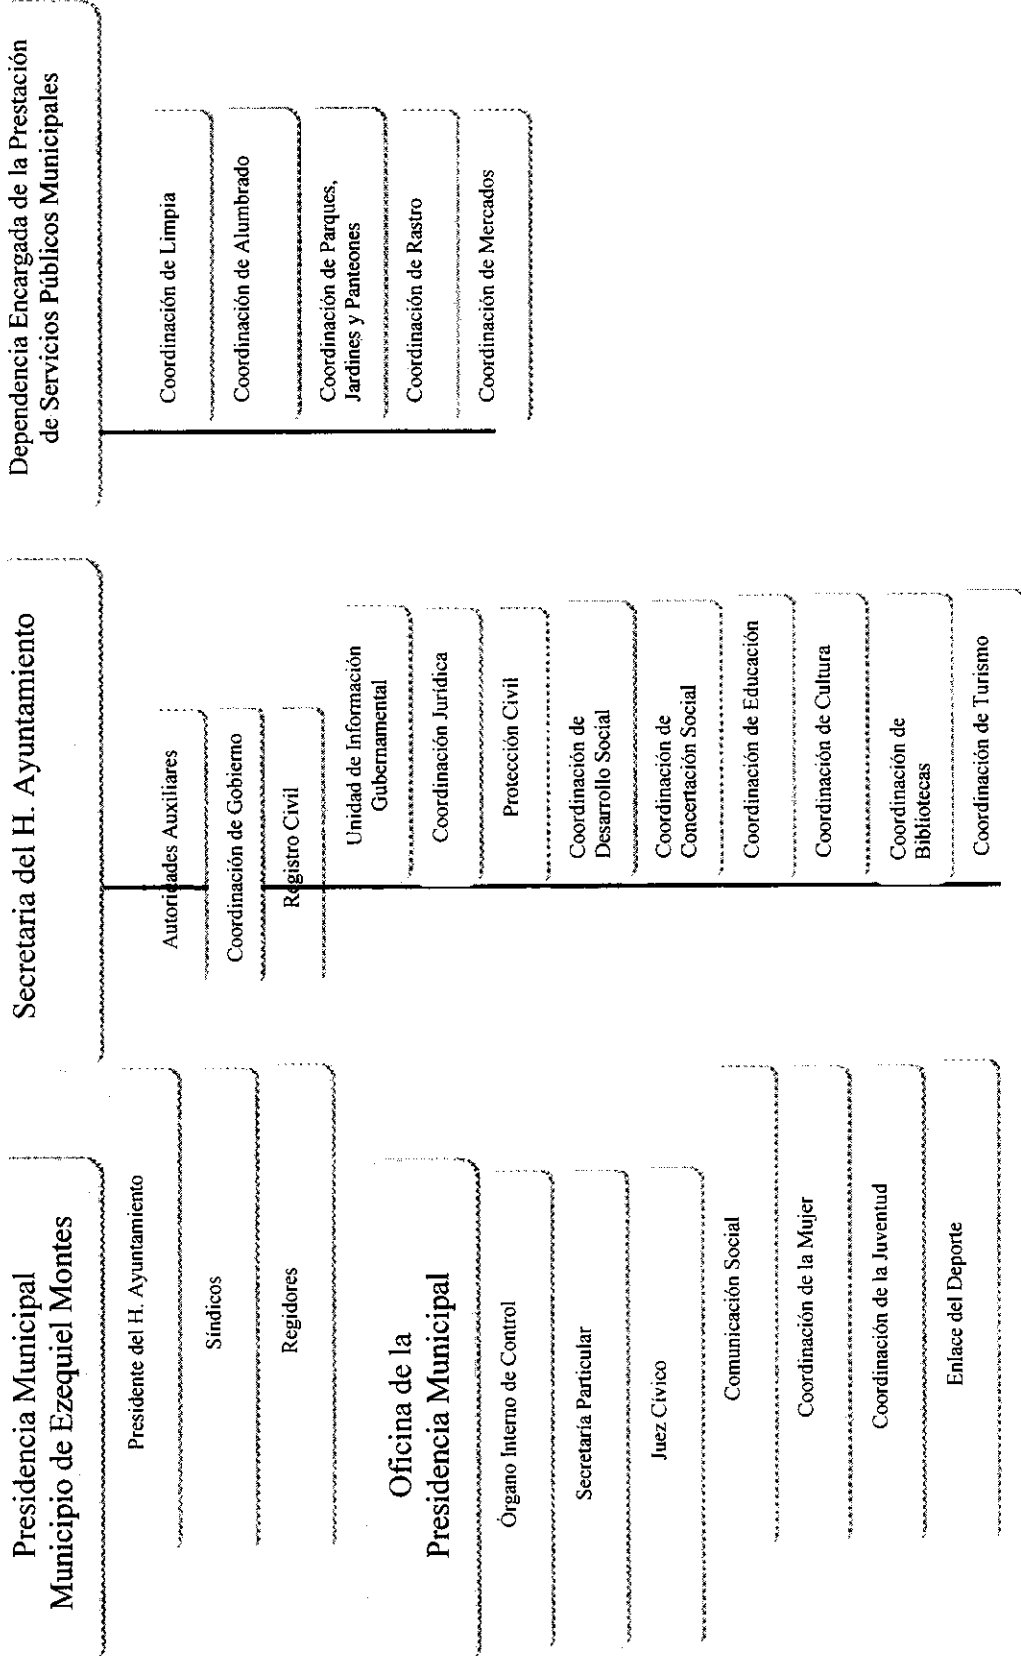 Presidencia Municipal
Municipio de Ezequiel Montes
Presidente del H. Ayuntamiento
Síndicos
Regidores
Oficina de la
Presidencia Municipal
Órgano Interno de Control
Secretaría Particular
Juez Cívico
Comunicación Social
Coordinación de la Mujer
Coordinación de la Juventud
Enlace del Deporte
Secretaria del H. Ayuntamiento
Autoridades Auxiliares
Coordinación de Gobierno
Registro Civil
Unidad de Información
Gubernamental
Coordinación Jurídica
Protección Civil
Coordinación de
Desarrollo Social
Coordinación de
Concertación Social
Coordinación de Educación
Coordinación de Cultura
Coordinación de
Bibliotecas
Coordinación de Turismo
Dependencia Encargada de la Prestación
de Servicios Públicos Municipales
Coordinación de Limpia
Coordinación de Alumbrado
Coordinación de Parques,
Jardines y Panteones
Coordinación de Rastro
Coordinación de Mercados